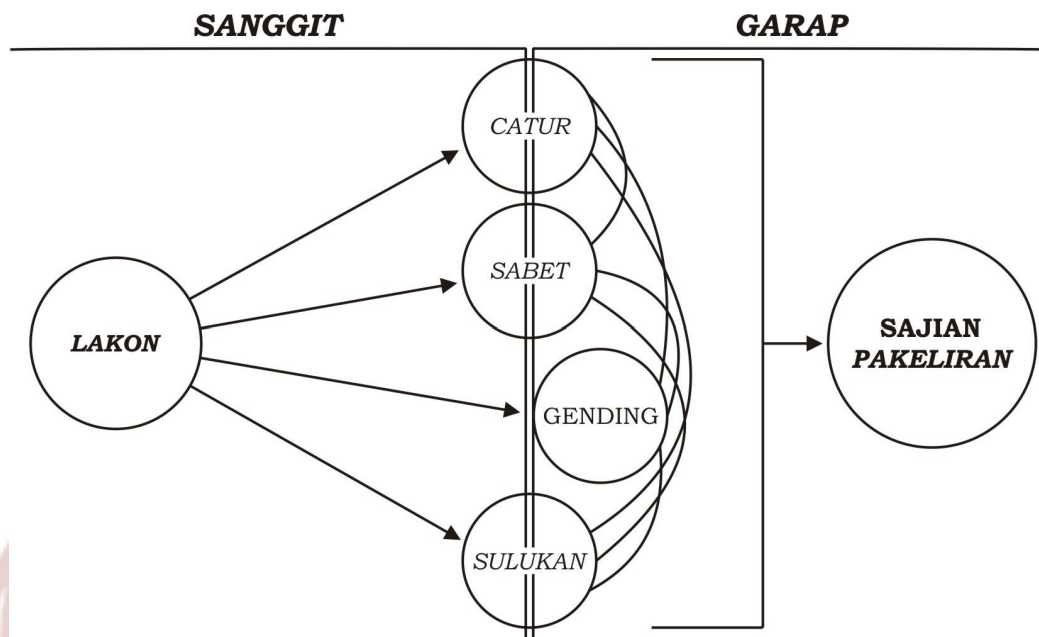 SANGGIT
GARAP
CATUR
SABET
LAKON
GENDING
SULUKAN
SAJIAN
PAKELIRAN